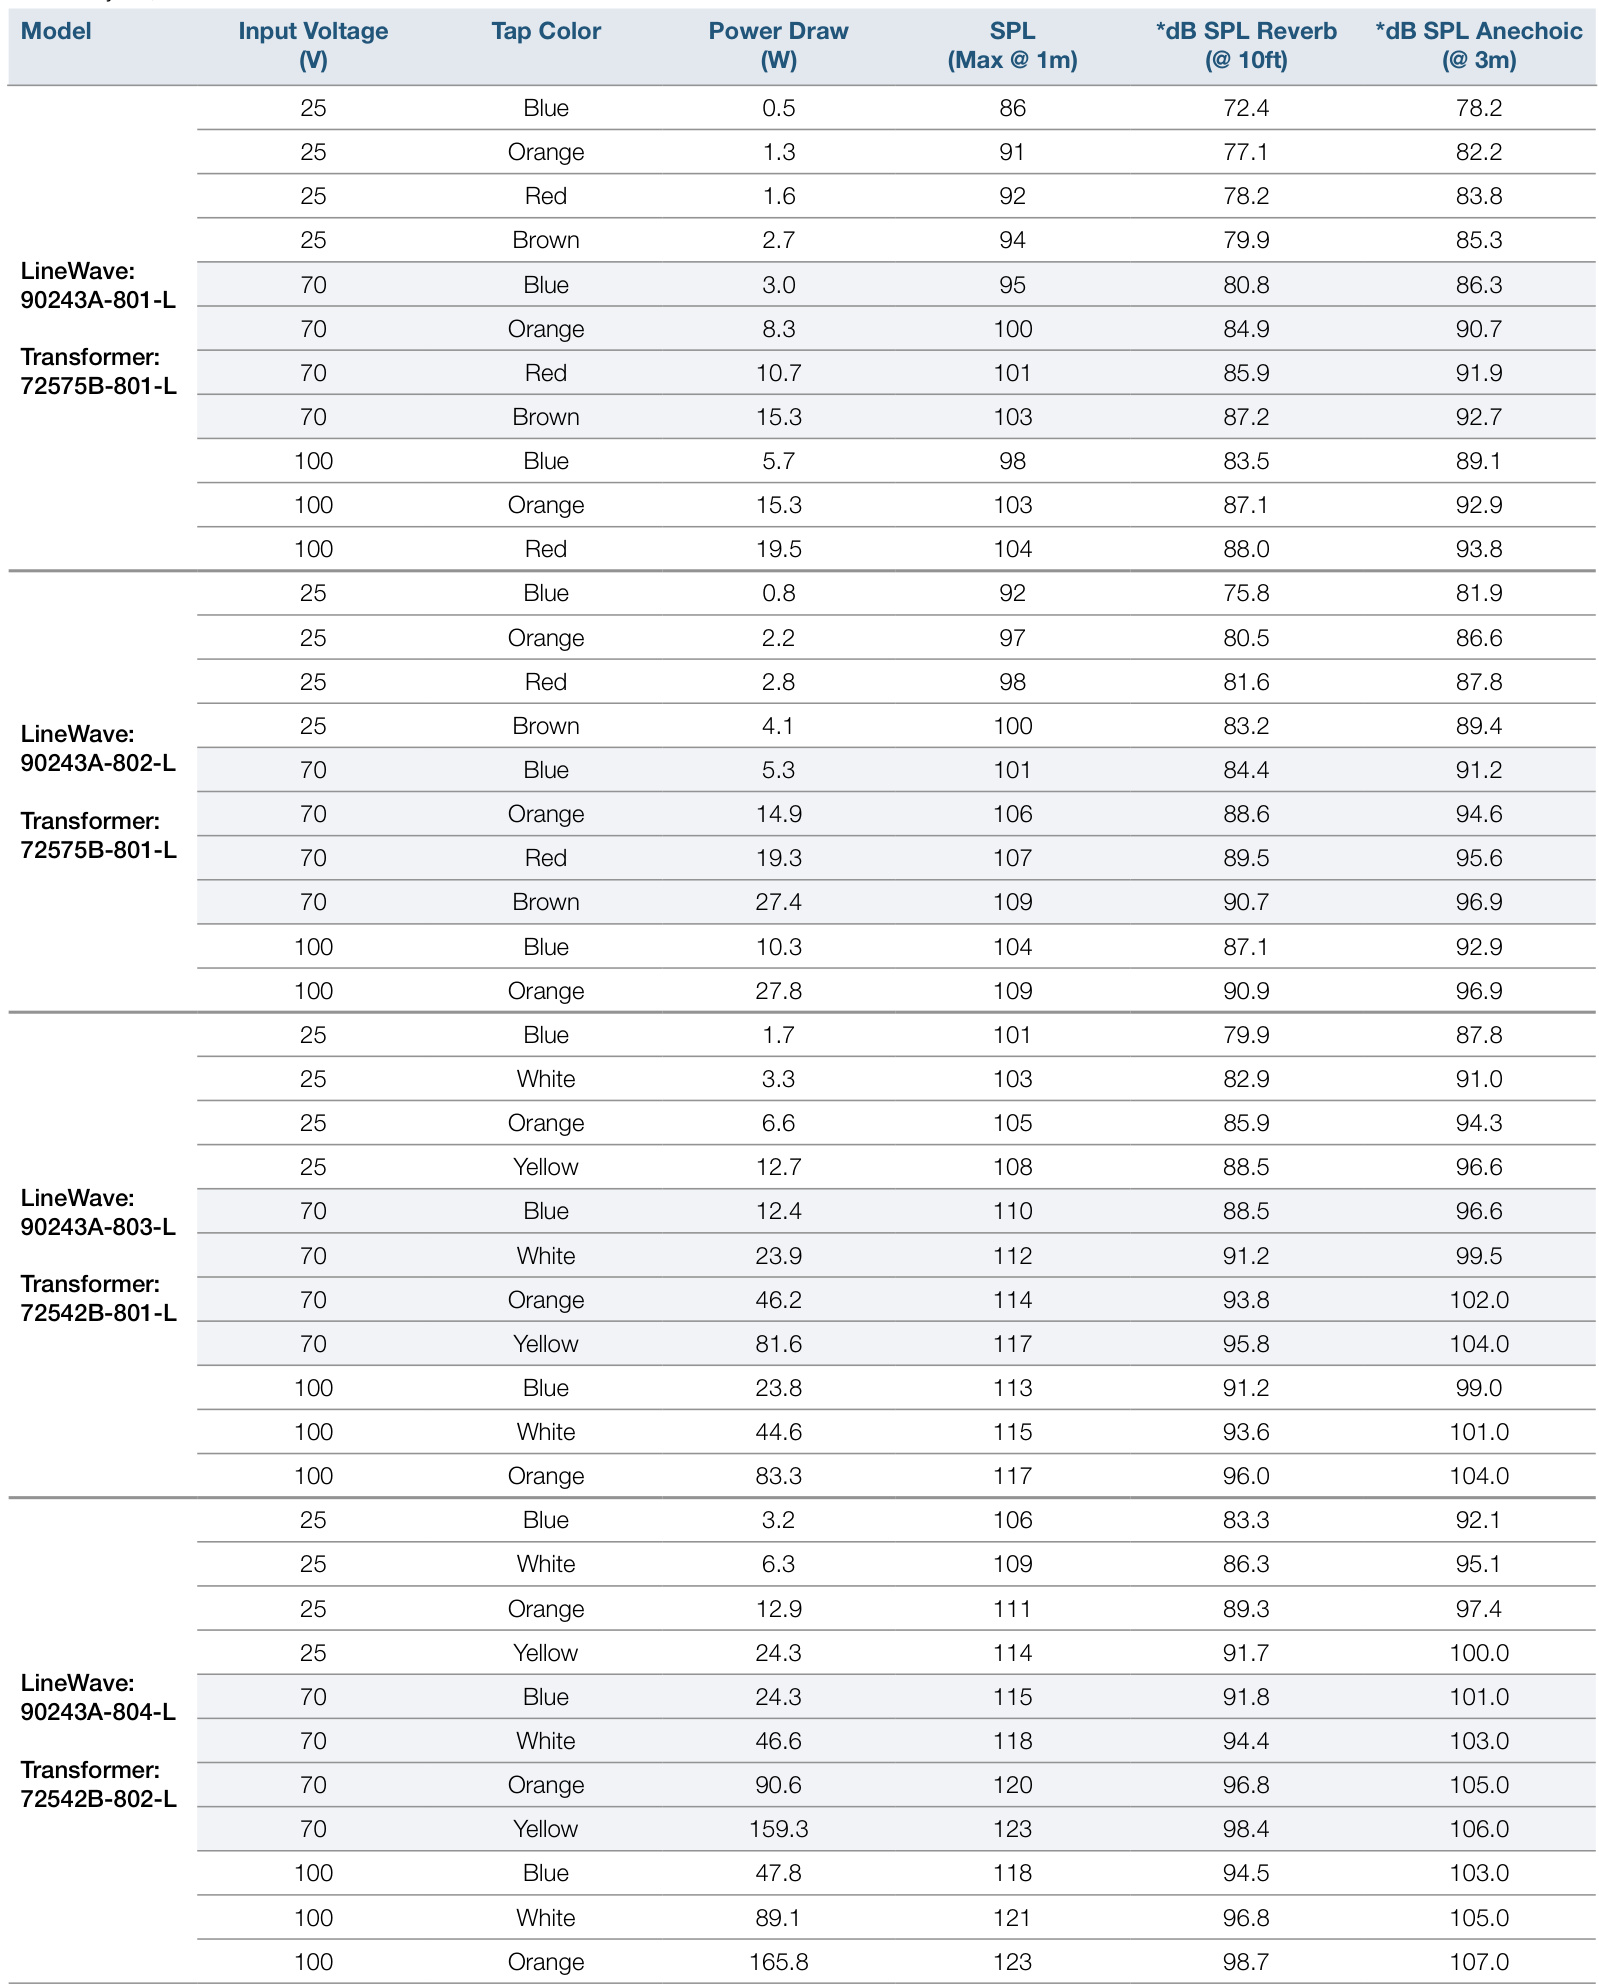 Model Input Voltage (V) Tap Color Power Draw (W) SPL (Max @ 1m) *dB SPL Reverb (@ 10ft) *dB SPL Anechoic (@ 3m)
LineWave:
90243A-801-L
Transformer:
72575B-801-L
25 Blue 0.5 86 72.4 78.2
25 Orange 1.3 91 77.1 82.2
25 Red 1.6 92 78.2 83.8
25 Brown 2.7 94 79.9 85.3
70 Blue 3.0 95 80.8 86.3
70 Orange 8.3 100 84.9 90.7
70 Red 10.7 101 85.9 91.9
70 Brown 15.3 103 87.2 92.7
100 Blue 5.7 98 83.5 89.1
100 Orange 15.3 103 87.1 92.9
100 Red 19.5 104 88.0 93.8
LineWave:
90243A-802-L
Transformer:
72575B-801-L
25 Blue 0.8 92 75.8 81.9
25 Orange 2.2 97 80.5 86.6
25 Red 2.8 98 81.6 87.8
25 Brown 4.1 100 83.2 89.4
70 Blue 5.3 101 84.4 91.2
70 Orange 14.9 106 88.6 94.6
70 Red 19.3 107 89.5 95.6
70 Brown 27.4 109 90.7 96.9
100 Blue 10.3 104 87.1 92.9
100 Orange 27.8 109 90.9 96.9
LineWave:
90243A-803-L
Transformer:
72542B-801-L
25 Blue 1.7 101 79.9 87.8
25 White 3.3 103 82.9 91.0
25 Orange 6.6 105 85.9 94.3
25 Yellow 12.7 108 88.5 96.6
70 Blue 12.4 110 88.5 96.6
70 White 23.9 112 91.2 99.5
70 Orange 46.2 114 93.8 102.0
70 Yellow 81.6 117 95.8 104.0
100 Blue 23.8 113 91.2 99.0
100 White 44.6 115 93.6 101.0
100 Orange 83.3 117 96.0 104.0
LineWave:
90243A-804-L
Transformer:
72542B-802-L
25 Blue 3.2 106 83.3 92.1
25 White 6.3 109 86.3 95.1
25 Orange 12.9 111 89.3 97.4
25 Yellow 24.3 114 91.7 100.0
70 Blue 24.3 115 91.8 101.0
70 White 46.6 118 94.4 103.0
70 Orange 90.6 120 96.8 105.0
70 Yellow 159.3 123 98.4 106.0
100 Blue 47.8 118 94.5 103.0
100 White 89.1 121 96.8 105.0
100 Orange 165.8 123 98.7 107.0